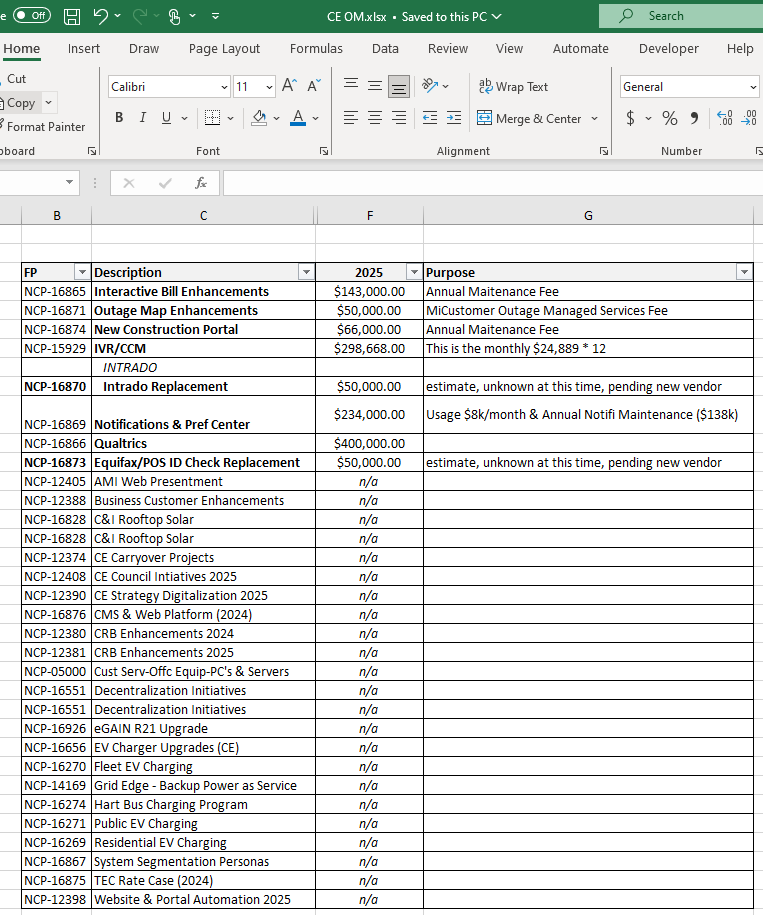 e Off CE OM.xlsx • Saved to this PC Search
Home Insert Draw Page Layout Formulas Data Review View Automate Developer Help
Cut
Copy
Format Painter
Calibri 11 A A
B I U A
ab Wrap Text
Merge & Center
General
$ % 9 .00 .00
board Font Alignment Number
fx
B C F G
FP Description 2025 Purpose
NCP-16865 Interactive Bill Enhancements $143,000.00 Annual Maitenance Fee
NCP-16871 Outage Map Enhancements $50,000.00 MiCustomer Outage Managed Services Fee
NCP-16874 New Construction Portal $66,000.00 Annual Maitenance Fee
NCP-15929 IVR/CCM $298,668.00 This is the monthly $24,889 * 12
INTRADO
NCP-16870 Intrado Replacement $50,000.00 estimate, unknown at this time, pending new vendor
NCP-16869 Notifications & Pref Center $234,000.00 Usage $8k/month & Annual Notifi Maintenance ($138k)
NCP-16866 Qualtrics $400,000.00
NCP-16873 Equifax/POS ID Check Replacement $50,000.00 estimate, unknown at this time, pending new vendor
NCP-12405 AMI Web Presentment n/a
NCP-12388 Business Customer Enhancements n/a
NCP-16828 C&I Rooftop Solar n/a
NCP-16828 C&I Rooftop Solar n/a
NCP-12374 CE Carryover Projects n/a
NCP-12408 CE Council Intiatives 2025 n/a
NCP-12390 CE Strategy Digitalization 2025 n/a
NCP-16876 CMS & Web Platform (2024) n/a
NCP-12380 CRB Enhancements 2024 n/a
NCP-12381 CRB Enhancements 2025 n/a
NCP-05000 Cust Serv-Offc Equip-PC's & Servers n/a
NCP-16551 Decentralization Initiatives n/a
NCP-16551 Decentralization Initiatives n/a
NCP-16926 eGAIN R21 Upgrade n/a
NCP-16656 EV Charger Upgrades (CE) n/a
NCP-16270 Fleet EV Charging n/a
NCP-14169 Grid Edge - Backup Power as Service n/a
NCP-16274 Hart Bus Charging Program n/a
NCP-16271 Public EV Charging n/a
NCP-16269 Residential EV Charging n/a
NCP-16867 System Segmentation Personas n/a
NCP-16875 TEC Rate Case (2024) n/a
NCP-12398 Website & Portal Automation 2025 n/a